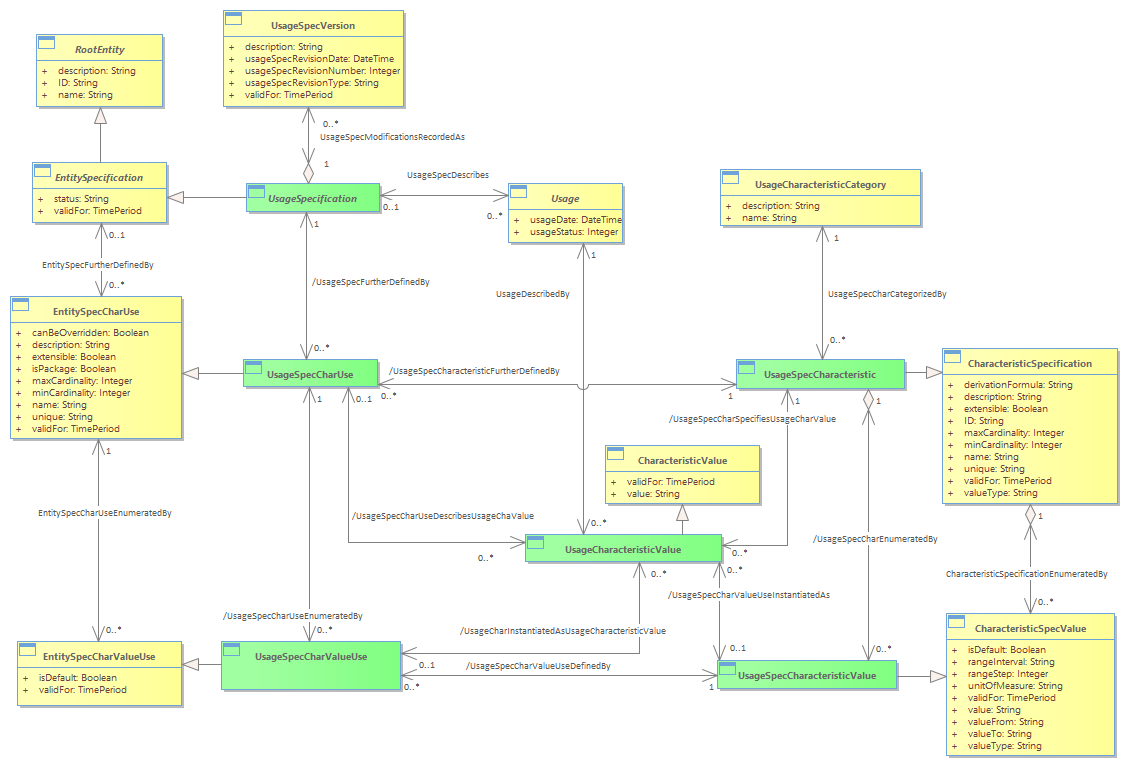 UsageSpecVersion
+ description: String
+ usageSpecRevisionDate: DateTime
+ usageSpecRevisionNumber: Integer
+ usageSpecRevisionType: String
+ validFor: TimePeriod
RootEntity
+ description: String
+ ID: String
+ name: String
0..*
UsageSpecModificationsRecordedAs
1
EntitySpecification
+ status: String
+ validFor: TimePeriod
UsageSpecification
UsageSpecDescribes
0..1
0..*
Usage
+ usageDate: DateTime
+ usageStatus: Integer
UsageCharacteristicCategory
+ description: String
+ name: String
0..1
EntitySpecFurtherDefinedBy
0..*
1
/UsageSpecFurtherDefinedBy
0..*
1
UsageDescribedBy
0..*
1
UsageSpecCharCategorizedBy
0..*
EntitySpecCharUse
+ canBeOverridden: Boolean
+ description: String
+ extensible: Boolean
+ isPackage: Boolean
+ maxCardinality: Integer
+ minCardinality: Integer
+ name: String
+ unique: String
+ validFor: TimePeriod
UsageSpecCharUse
/UsageSpecCharacteristicFurtherDefinedBy
0..*
1
UsageSpecCharacteristic
CharacteristicSpecification
+ derivationFormula: String
+ description: String
+ extensible: Boolean
+ ID: String
+ maxCardinality: Integer
+ minCardinality: Integer
+ name: String
+ unique: String
+ validFor: TimePeriod
+ valueType: String
1
0..1
1
/UsageSpecCharSpecifiesUsageCharValue
0..*
1
CharacteristicValue
+ validFor: TimePeriod
+ value: String
1
EntitySpecCharUseEnumeratedBy
0..*
/UsageSpecCharUseDescribesUsageChaValue
0..*
UsageCharacteristicValue
/UsageSpecCharEnumeratedBy
0..*
1
CharacteristicSpecificationEnumeratedBy
0..*
0..*
0..*
/UsageSpecCharValueUseInstantiatedAs
0..1
/UsageSpecCharUseEnumeratedBy
0..*
/UsageCharInstantiatedAsUsageCharacteristicValue
0..1
/UsageSpecCharValueUseDefinedBy
0..*
1
EntitySpecCharValueUse
+ isDefault: Boolean
+ validFor: TimePeriod
UsageSpecCharValueUse
UsageSpecCharacteristicValue
CharacteristicSpecValue
+ isDefault: Boolean
+ rangeInterval: String
+ rangeStep: Integer
+ unitOfMeasure: String
+ validFor: TimePeriod
+ value: String
+ valueFrom: String
+ valueTo: String
+ valueType: String